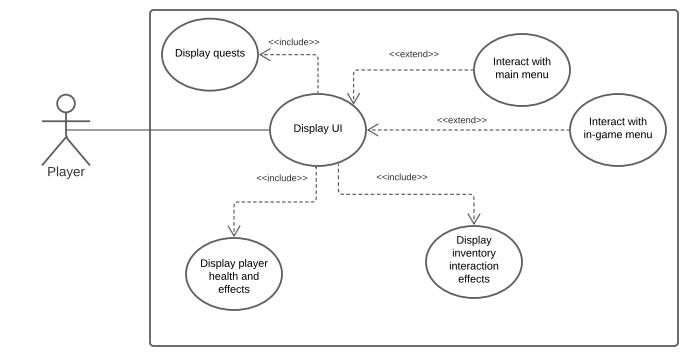 <<include>>
Display quests
<<extend>>
Interact with
main menu
<<extend>>
Interact with
in-game menu
Display UI
Player
<<include>>
<<include>>
Display player
health and
effects
Display
inventory
interaction
effects